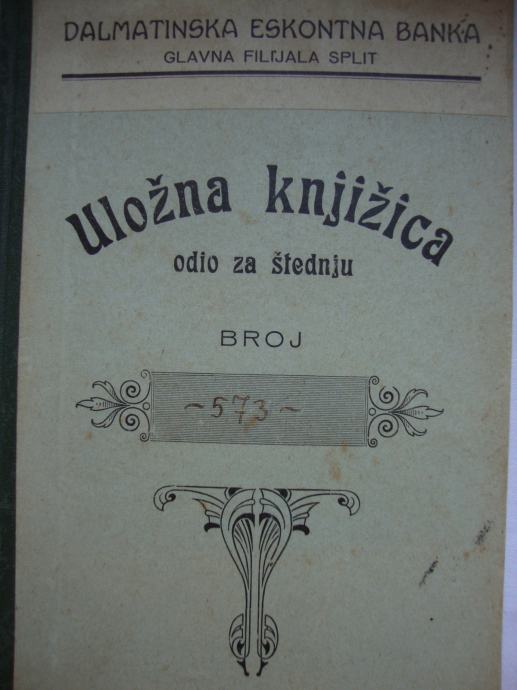 DALMATINSKA ESKONTNA BANKA
GLAVNA FILIJALA SPLIT
Uložna knjižica
odio za štednju
BROJ
~573~